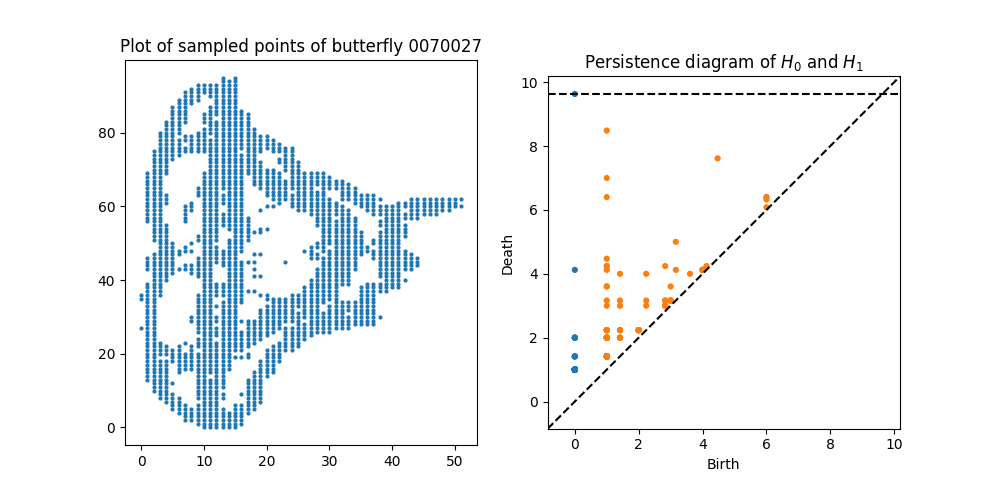 Plot of sampled points of butterfly 0070027
80
60
40
20
0
0 10 20 30 40 50
Persistence diagram of $H_0$ and $H_1$
Death
10
8
6
4
2
0
0 2 4 6 8 10
Birth